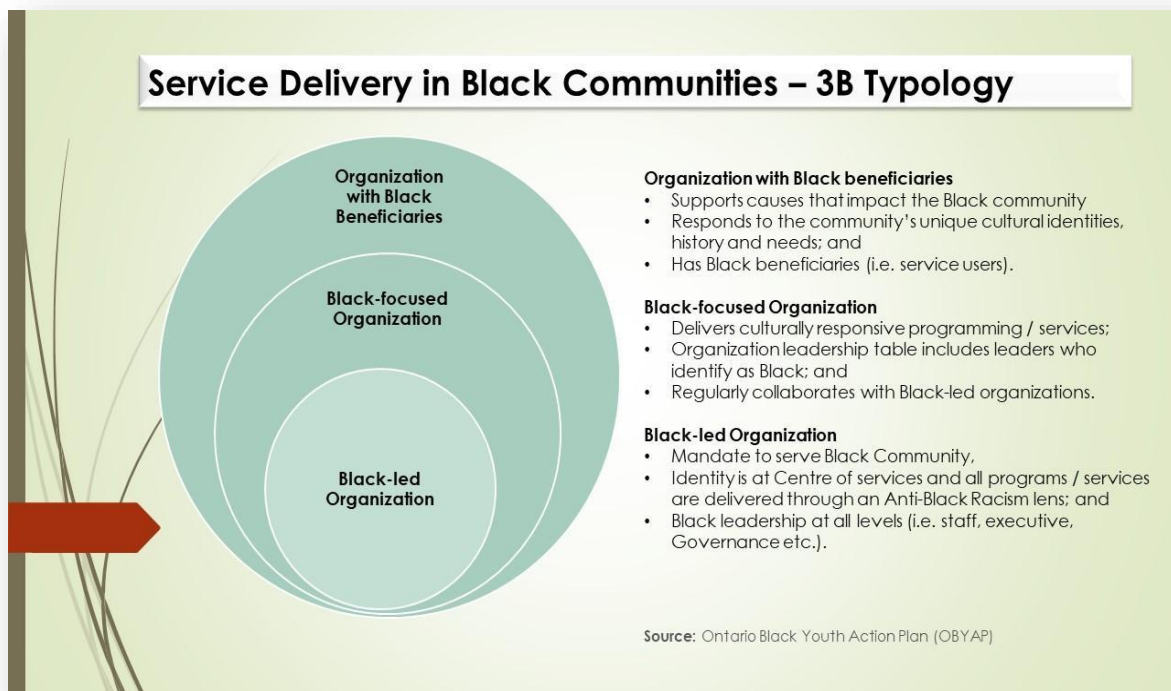 Service Delivery in Black Communities – 3B Typology
Organization
with Black
Beneficiaries
Black-focused
Organization
Black-led
Organization
Organization with Black beneficiaries
• Supports causes that impact the Black community
• Responds to the community's unique cultural identities,
history and needs; and
• Has Black beneficiaries (i.e. service users).
Black-focused Organization
• Delivers culturally responsive programming / services;
• Organization leadership table includes leaders who
identify as Black; and
• Regularly collaborates with Black-led organizations.
Black-led Organization
• Mandate to serve Black Community,
• Identity is at Centre of services and all programs / services
are delivered through an Anti-Black Racism lens; and
• Black leadership at all levels (i.e. staff, executive,
Governance etc.).
Source: Ontario Black Youth Action Plan (OBYAP)